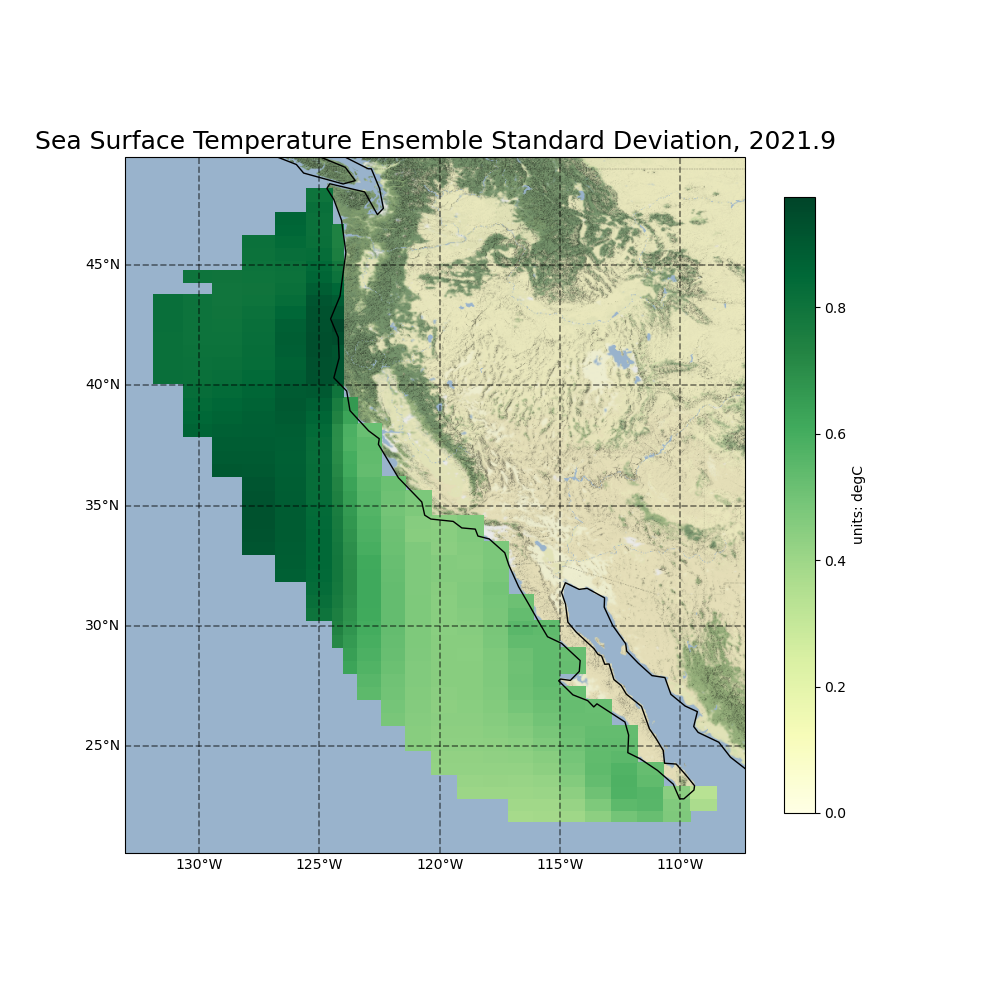 Sea Surface Temperature Ensemble Standard Deviation, 2021.9
45°N
40°N
35°N
30°N
25°N
130°W 125°W 120°W 115°W 110°W
0.8
0.6
0.4
0.2
0.0
units: degC